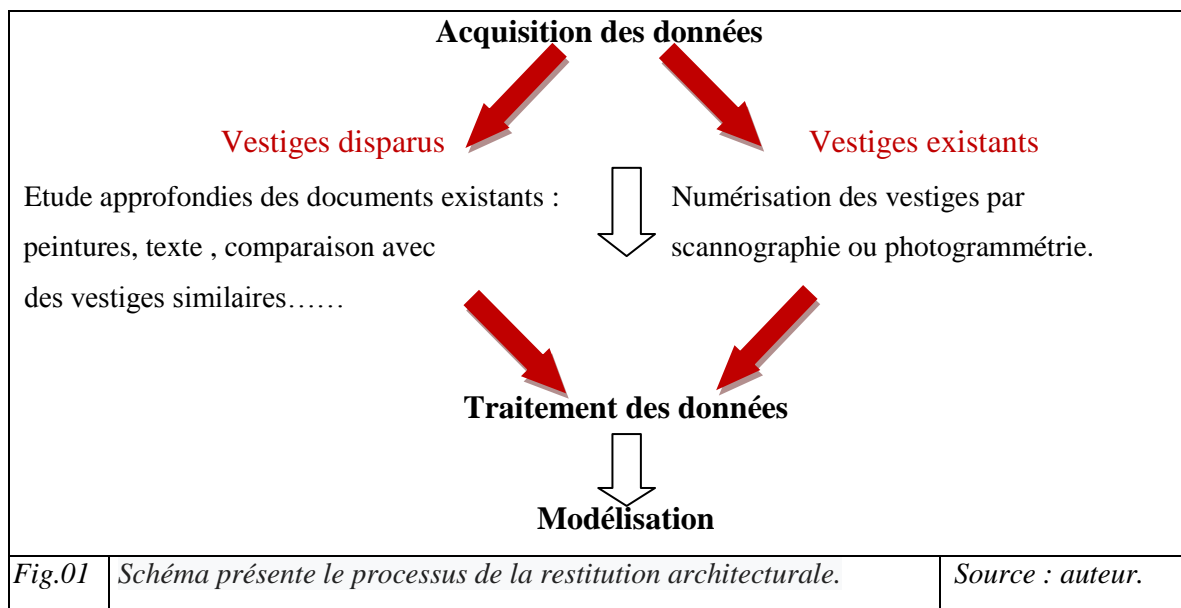 Acquisition des données
Vestiges disparus
Etude approfondies des documents existants :
peintures, texte , comparaison avec
des vestiges similaires……
Vestiges existants
Numérisation des vestiges par
scannographie ou photogrammétrie.
Traitement des données
Modélisation
Fig.01 Schéma présente le processus de la restitution architecturale. Source : auteur.